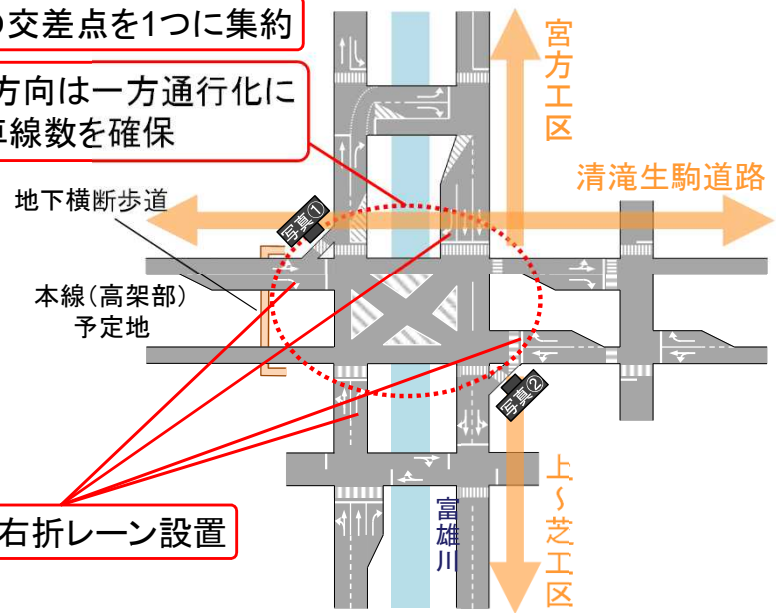 の交差点を1つに集約
方向は一方通行化に
車線数を確保
宮方工区
清滝生駒道路
地下横断歩道
写真①
本線(高架部)
予定地
写真②
右折レーン設置
富雄川
上~芝工区